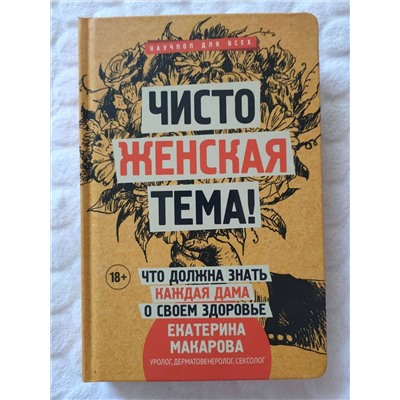 НАУЧПОП ДЛЯ ВСЕХ
ЧИСТО
ЖЕНСКАЯ
ТЕМА!
18+
ЧТО ДОЛЖНА ЗНАТЬ
КАЖДАЯ ДАМА
О СВОЕМ ЗДОРОВЬЕ
ЕКАТЕРИНА
МАКАРОВА
УРОЛОГ, ДЕРМАТОВЕНЕРОЛОГ, СЕКСОЛОГ